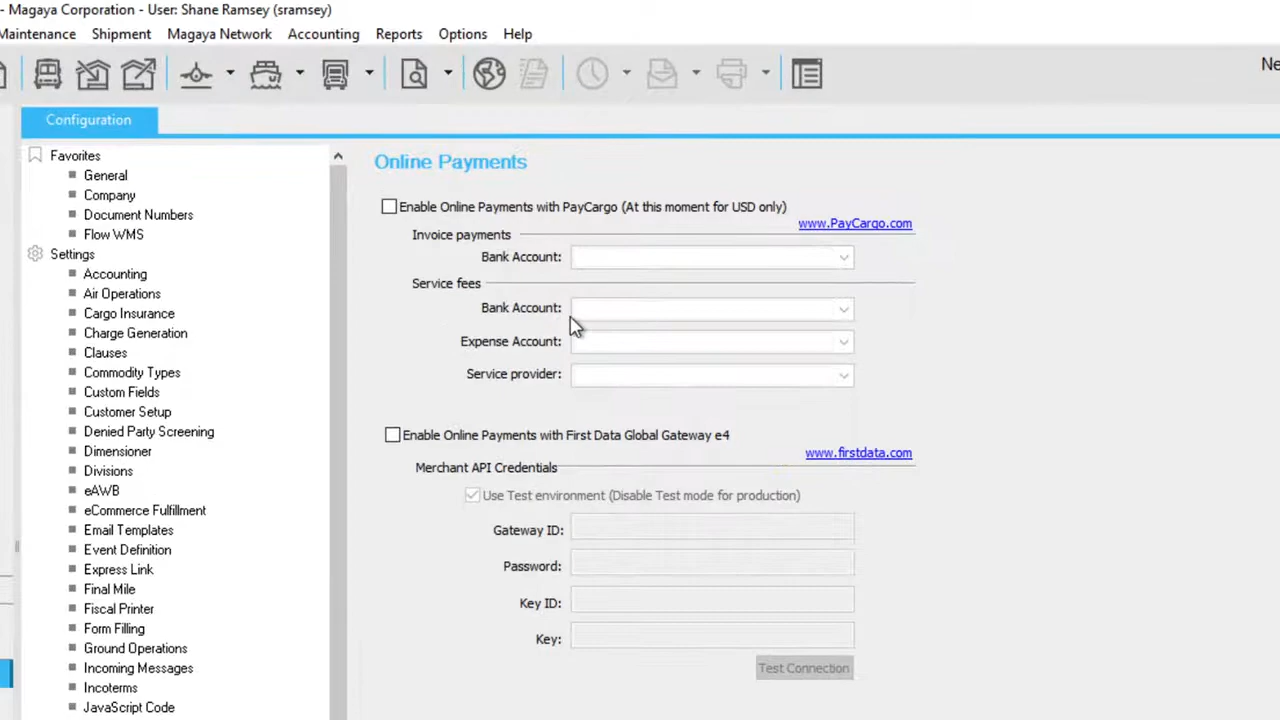 - Magaya Corporation - User: Shane Ramsey (sramsey)
Maintenance Shipment Magaya Network Accounting Reports Options Help
Configuration
Favorites
General
Company
Document Numbers
Flow WMS
Settings
Accounting
Air Operations
Cargo Insurance
Charge Generation
Clauses
Commodity Types
Custom Fields
Customer Setup
Denied Party Screening
Dimensioner
Divisions
eAWB
eCommerce Fulfillment
Email Templates
Event Definition
Express Link
Final Mile
Fiscal Printer
Form Filling
Ground Operations
Incoming Messages
Incoterms
JavaScript Code
Online Payments
Enable Online Payments with PayCargo (At this moment for USD only)
www.PayCargo.com
Invoice payments
Bank Account:
Service fees
Bank Account:
Expense Account:
Service provider:
Enable Online Payments with First Data Global Gateway e4
www.firstdata.com
Merchant API Credentials
Use Test environment (Disable Test mode for production)
Gateway ID:
Password:
Key ID:
Key:
Test Connection